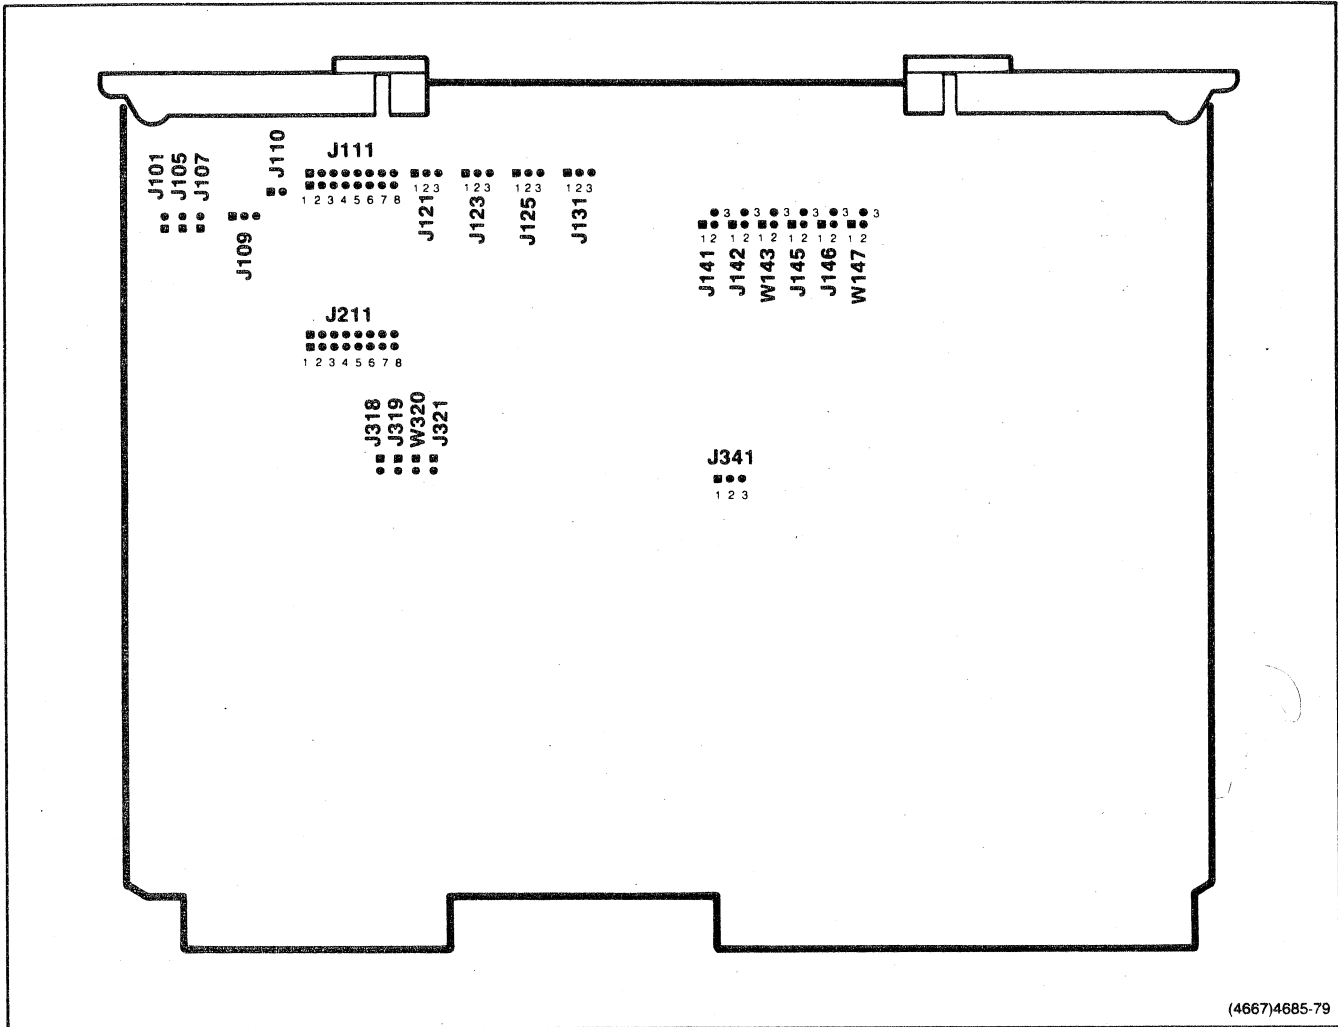 J101
J105
J107
J110
J111
1 2 3 4 5 6 7 8
J109
1 2 3
J121
1 2 3
J123
1 2 3
J125
1 2 3
J131
3 3 3 3 3 3
1 2 1 2 1 2 1 2 1 2 1 2
J141
J142
W143
J145
J146
W147
J211
1 2 3 4 5 6 7 8
J318
J319
W320
J321
J341
1 2 3
(4667)4685-79